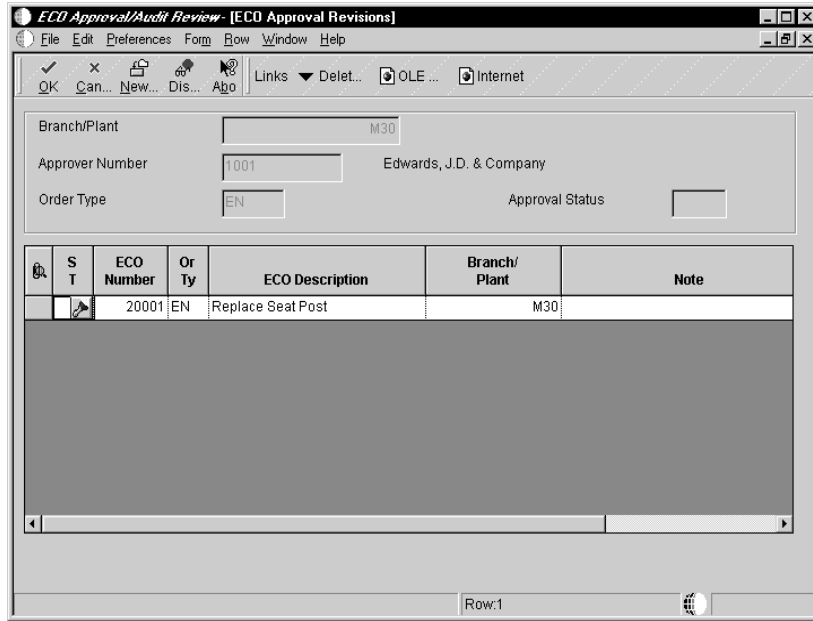 ECO Approval/Audit Review - [ECO Approval Revisions]
File Edit Preferences Form Row Window Help
OK Can... New... Dis... Abo Links Delet... OLE ... Internet
Branch/Plant M30
Approver Number 1001 Edwards, J.D. & Company
Order Type EN Approval Status
S T ECO Number Or Ty ECO Description Branch/ Plant Note
20001 EN Replace Seat Post M30
Row:1